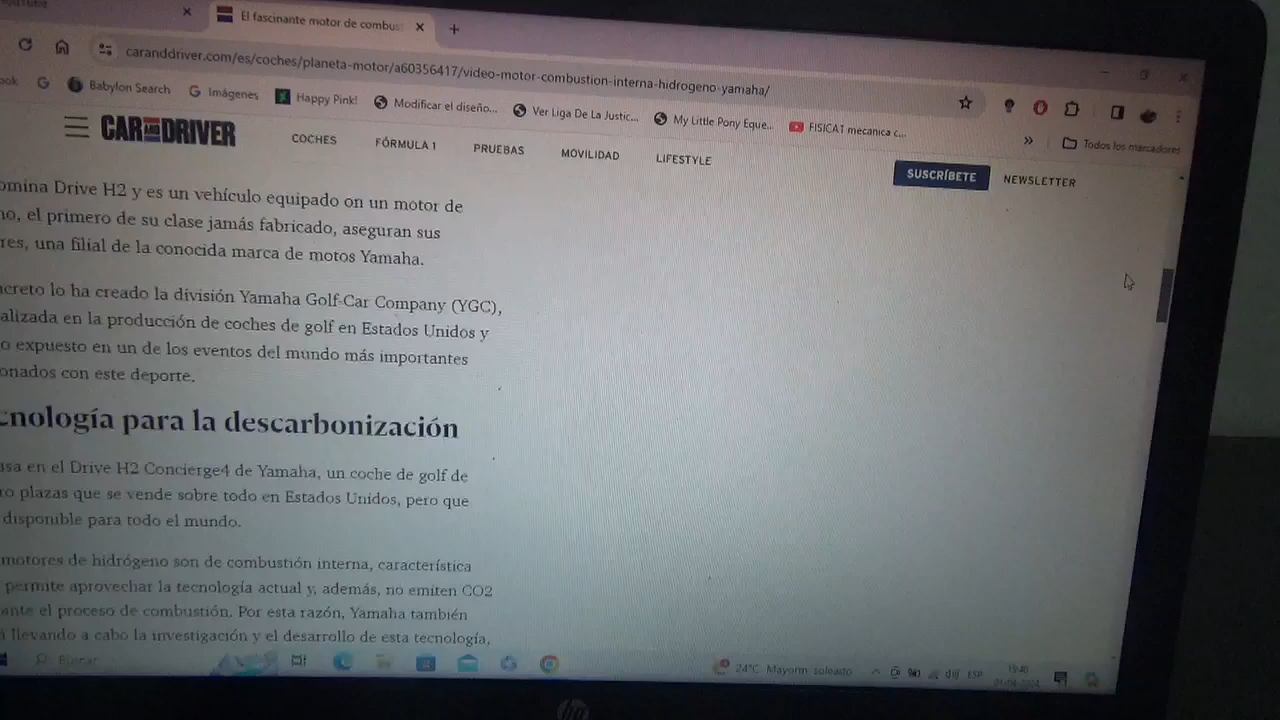 El fascinante motor de combus
caranddriver.com/es/coches/planeta-motor/a60356417/video-motor-combustion-interna-hidrogeno-yamaha/
ook Babylon Search Imágenes Happy Pink! Modificar el diseño... Ver Liga De La Justic... My Little Pony Eque... FISICA1 mecanica c...
» Todos los marcadores
CAR AND DRIVER COCHES FÓRMULA 1 PRUEBAS MOVILIDAD LIFESTYLE SUSCRÍBETE NEWSLETTER
omina Drive H2 y es un vehículo equipado on un motor de
no, el primero de su clase jamás fabricado, aseguran sus
res, una filial de la conocida marca de motos Yamaha.
ncreto lo ha creado la división Yamaha Golf-Car Company (YGC),
alizada en la producción de coches de golf en Estados Unidos y
o expuesto en un de los eventos del mundo más importantes
onados con este deporte.
cnología para la descarbonización
asa en el Drive H2 Concierge4 de Yamaha, un coche de golf de
ro plazas que se vende sobre todo en Estados Unidos, pero que
disponible para todo el mundo.
motores de hidrógeno son de combustión interna, característica
permite aprovechar la tecnología actual y, además, no emiten CO2
ante el proceso de combustión. Por esta razón, Yamaha también
á llevando a cabo la investigación y el desarrollo de esta tecnología,
Buscar 24°C Mayorm. soleado ESP
hp